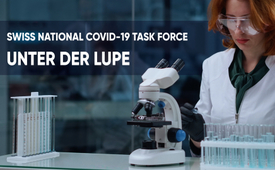 SWISS NATIONAL COVID-19 TASK FORCE
UNTER DER LUPE